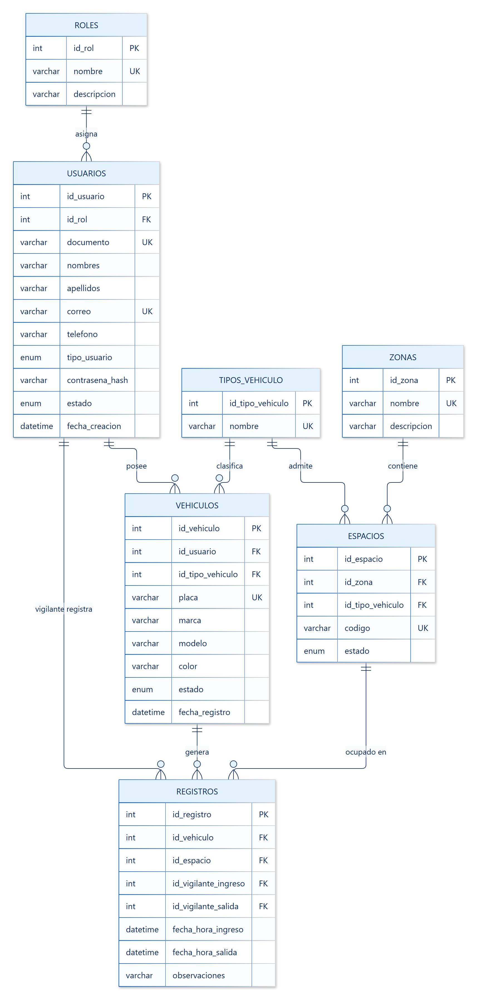 ROLES
int id_rol PK
varchar nombre UK
varchar descripcion
asigna
USUARIOS
int id_usuario PK
int id_rol FK
varchar documento UK
varchar nombres
varchar apellidos
varchar correo UK
varchar telefono
enum tipo_usuario
varchar contrasena_hash
enum estado
datetime fecha_creacion
TIPOS_VEHICULO
int id_tipo_vehiculo PK
varchar nombre UK
ZONAS
int id_zona PK
varchar nombre UK
varchar descripcion
posee
clasifica
admite
contiene
VEHICULOS
int id_vehiculo PK
int id_usuario FK
int id_tipo_vehiculo FK
varchar placa UK
varchar marca
varchar modelo
varchar color
enum estado
datetime fecha_registro
ESPACIOS
int id_espacio PK
int id_zona FK
int id_tipo_vehiculo FK
varchar codigo UK
enum estado
vigilante registra
genera
ocupado en
REGISTROS
int id_registro PK
int id_vehiculo FK
int id_espacio FK
int id_vigilante_ingreso FK
int id_vigilante_salida FK
datetime fecha_hora_ingreso
datetime fecha_hora_salida
varchar observaciones